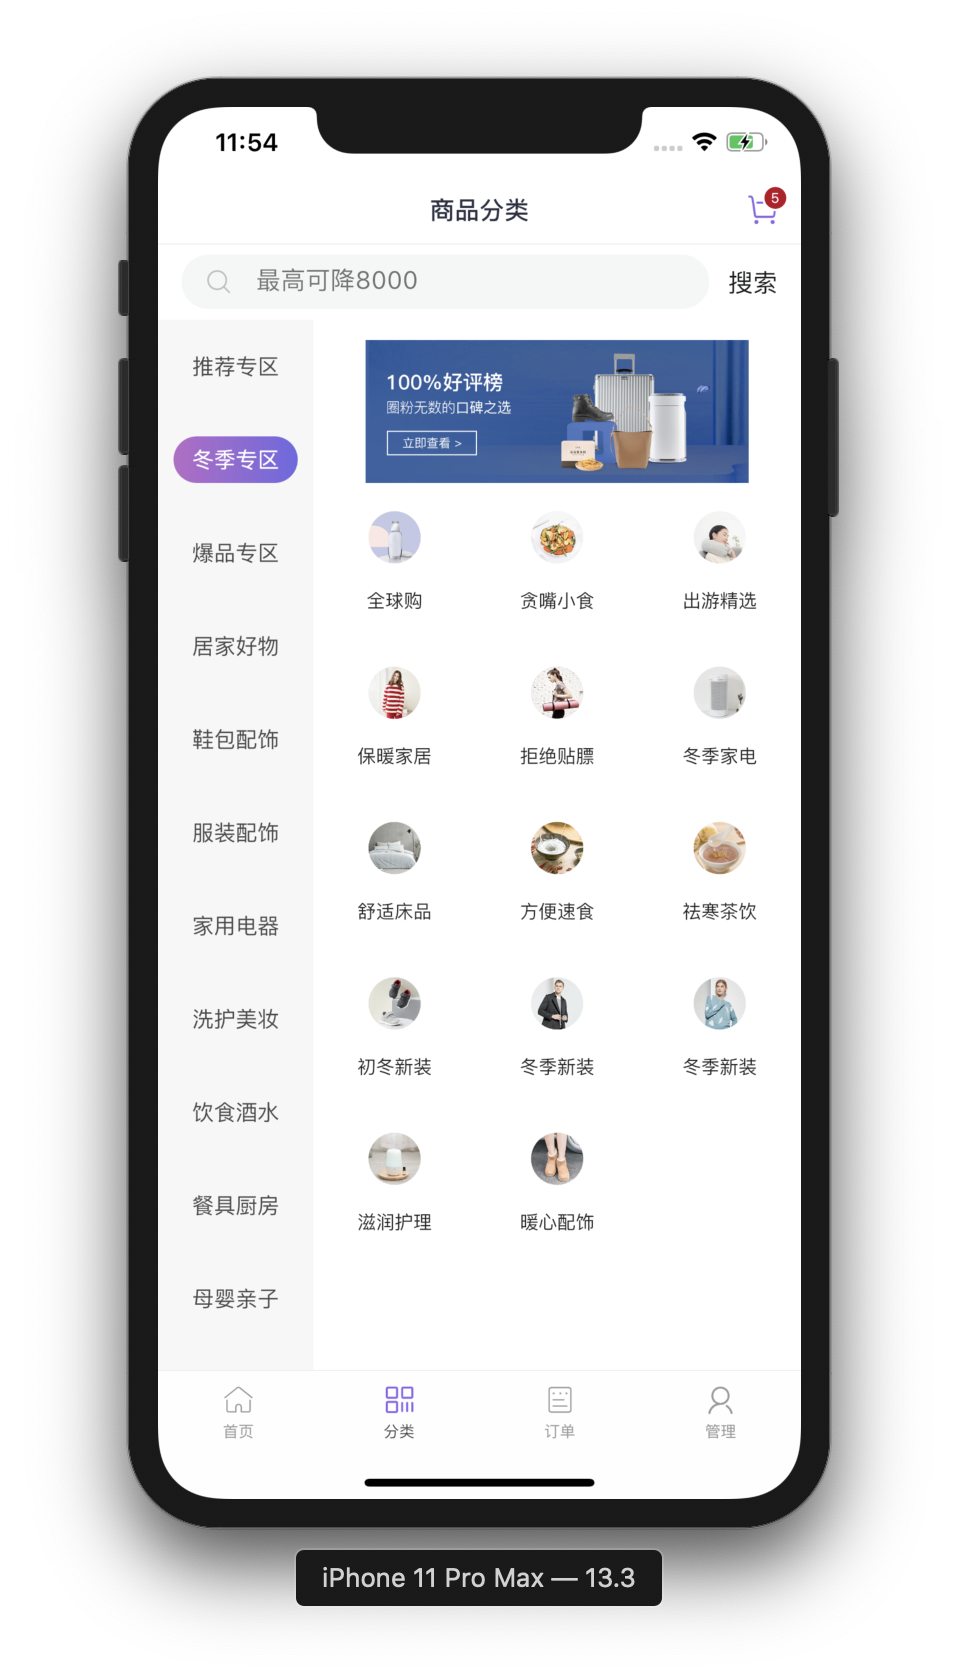 11:54
商品分类
5
最高可降8000
搜索
推荐专区
冬季专区
爆品专区
居家好物
鞋包配饰
服装配饰
家用电器
洗护美妆
饮食酒水
餐具厨房
母婴亲子
100%好评榜
圈粉无数的口碑之选
立即查看 >
全球购
贪嘴小食
出游精选
保暖家居
拒绝贴膘
冬季家电
舒适床品
方便速食
祛寒茶饮
初冬新装
冬季新装
冬季新装
滋润护理
暖心配饰
首页
分类
订单
管理
iPhone 11 Pro Max — 13.3